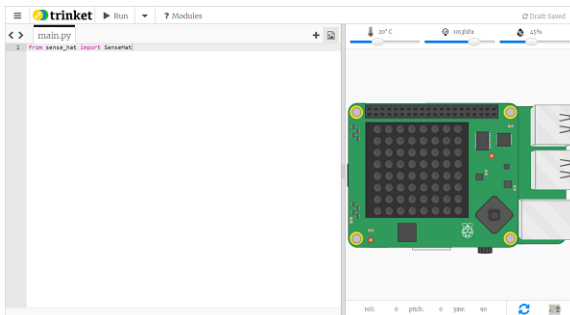 trinket Run ? Modules Draft Saved
main.py
20° C 1013hPa 45%
1 from sense_hat import SenseHat
roll: 0 pitch: 0 yaw: 90